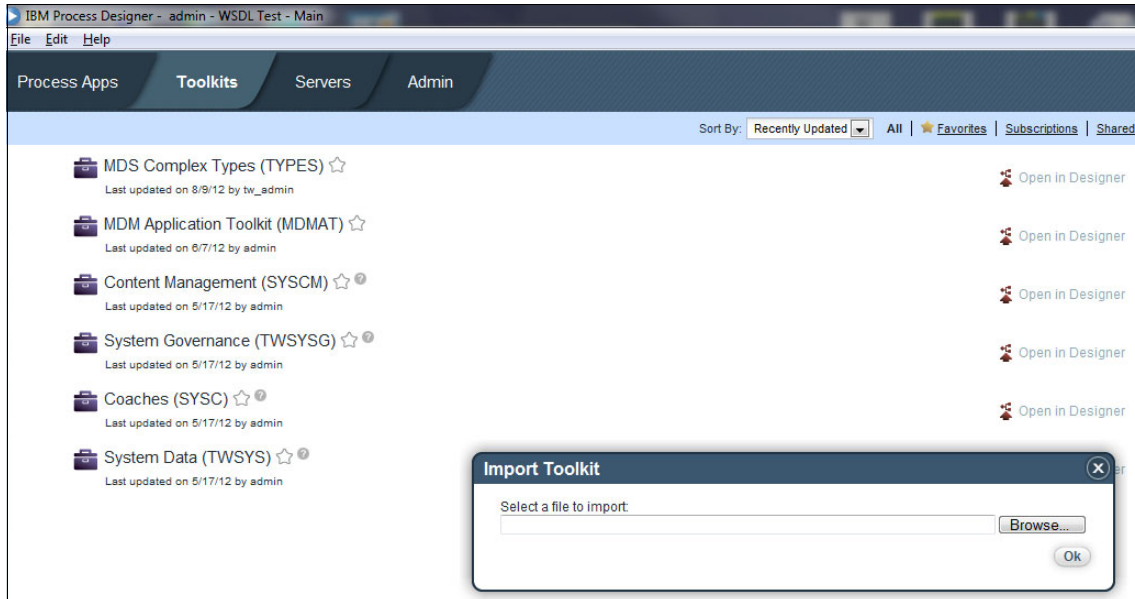 IBM Process Designer - admin - WSDL Test - Main
File Edit Help
Process Apps Toolkits Servers Admin
Sort By: Recently Updated All | Favorites | Subscriptions | Shared
MDS Complex Types (TYPES)
Last updated on 8/9/12 by tw_admin
Open in Designer
MDM Application Toolkit (MDMAT)
Last updated on 6/7/12 by admin
Open in Designer
Content Management (SYSCM) ?
Last updated on 5/17/12 by admin
Open in Designer
System Governance (TWSYSG) ?
Last updated on 5/17/12 by admin
Open in Designer
Coaches (SYSC) ?
Last updated on 5/17/12 by admin
Open in Designer
System Data (TWSYS) ?
Last updated on 5/17/12 by admin
er
Import Toolkit X
Select a file to import:
Browse...
Ok